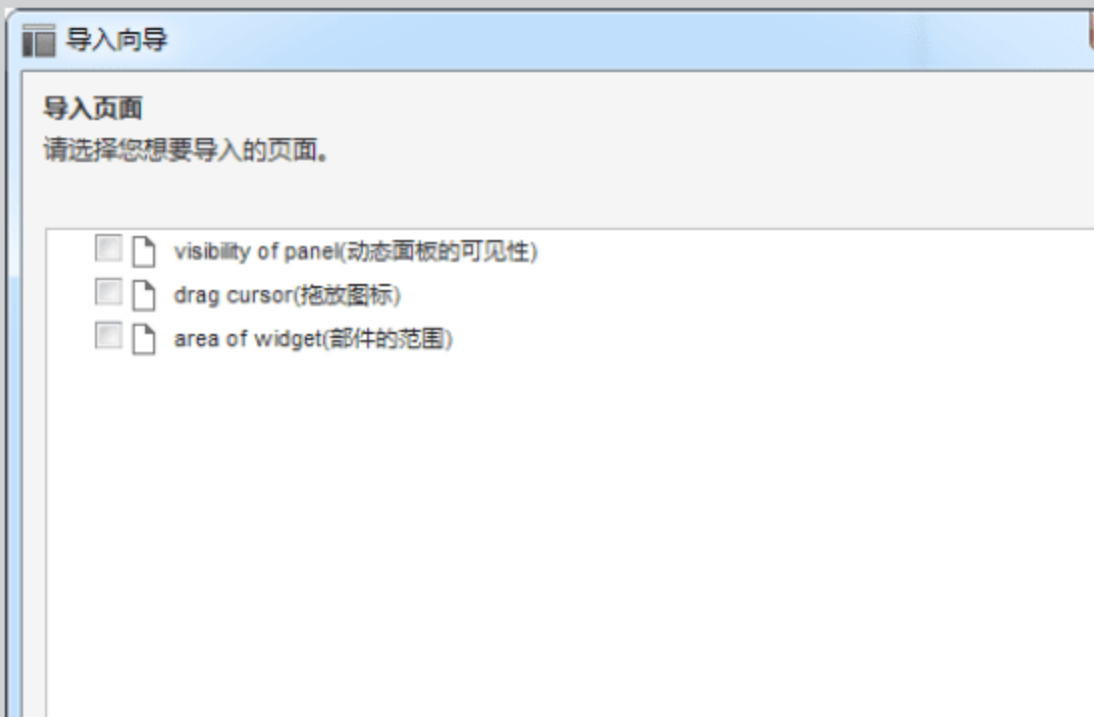 导入向导
导入页面
请选择您想要导入的页面。
visibility of panel(动态面板的可见性)
drag cursor(拖放图标)
area of widget(部件的范围)